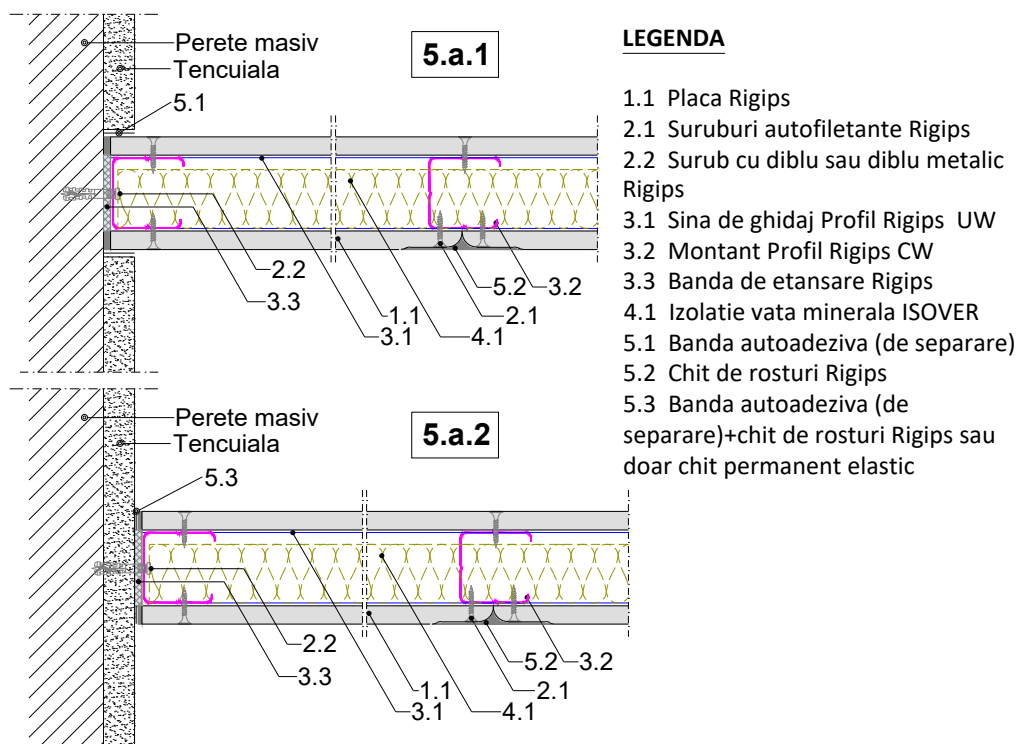 Perete masiv
Tencuiala
5.1
5.a.1
2.2
3.3
5.2
3.2
1.1
2.1
3.1
4.1
Perete masiv
Tencuiala
5.3
5.a.2
2.2
3.3
5.2
3.2
1.1
2.1
3.1
4.1
LEGENDA
1.1 Placa Rigips
2.1 Suruburi autofiletante Rigips
2.2 Surub cu diblu sau diblu metalic
Rigips
3.1 Sina de ghidaj Profil Rigips UW
3.2 Montant Profil Rigips CW
3.3 Banda de etansare Rigips
4.1 Izolatie vata minerala ISOVER
5.1 Banda autoadeziva (de separare)
5.2 Chit de rosturi Rigips
5.3 Banda autoadeziva (de
separare)+chit de rosturi Rigips sau
doar chit permanent elastic